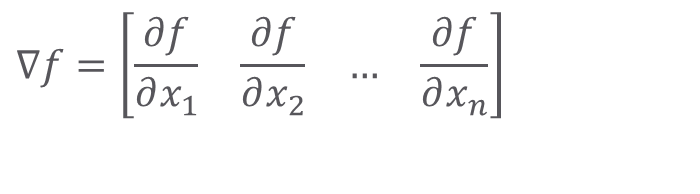 ∇f = [∂f/∂x₁ ∂f/∂x₂ … ∂f/∂xₙ]